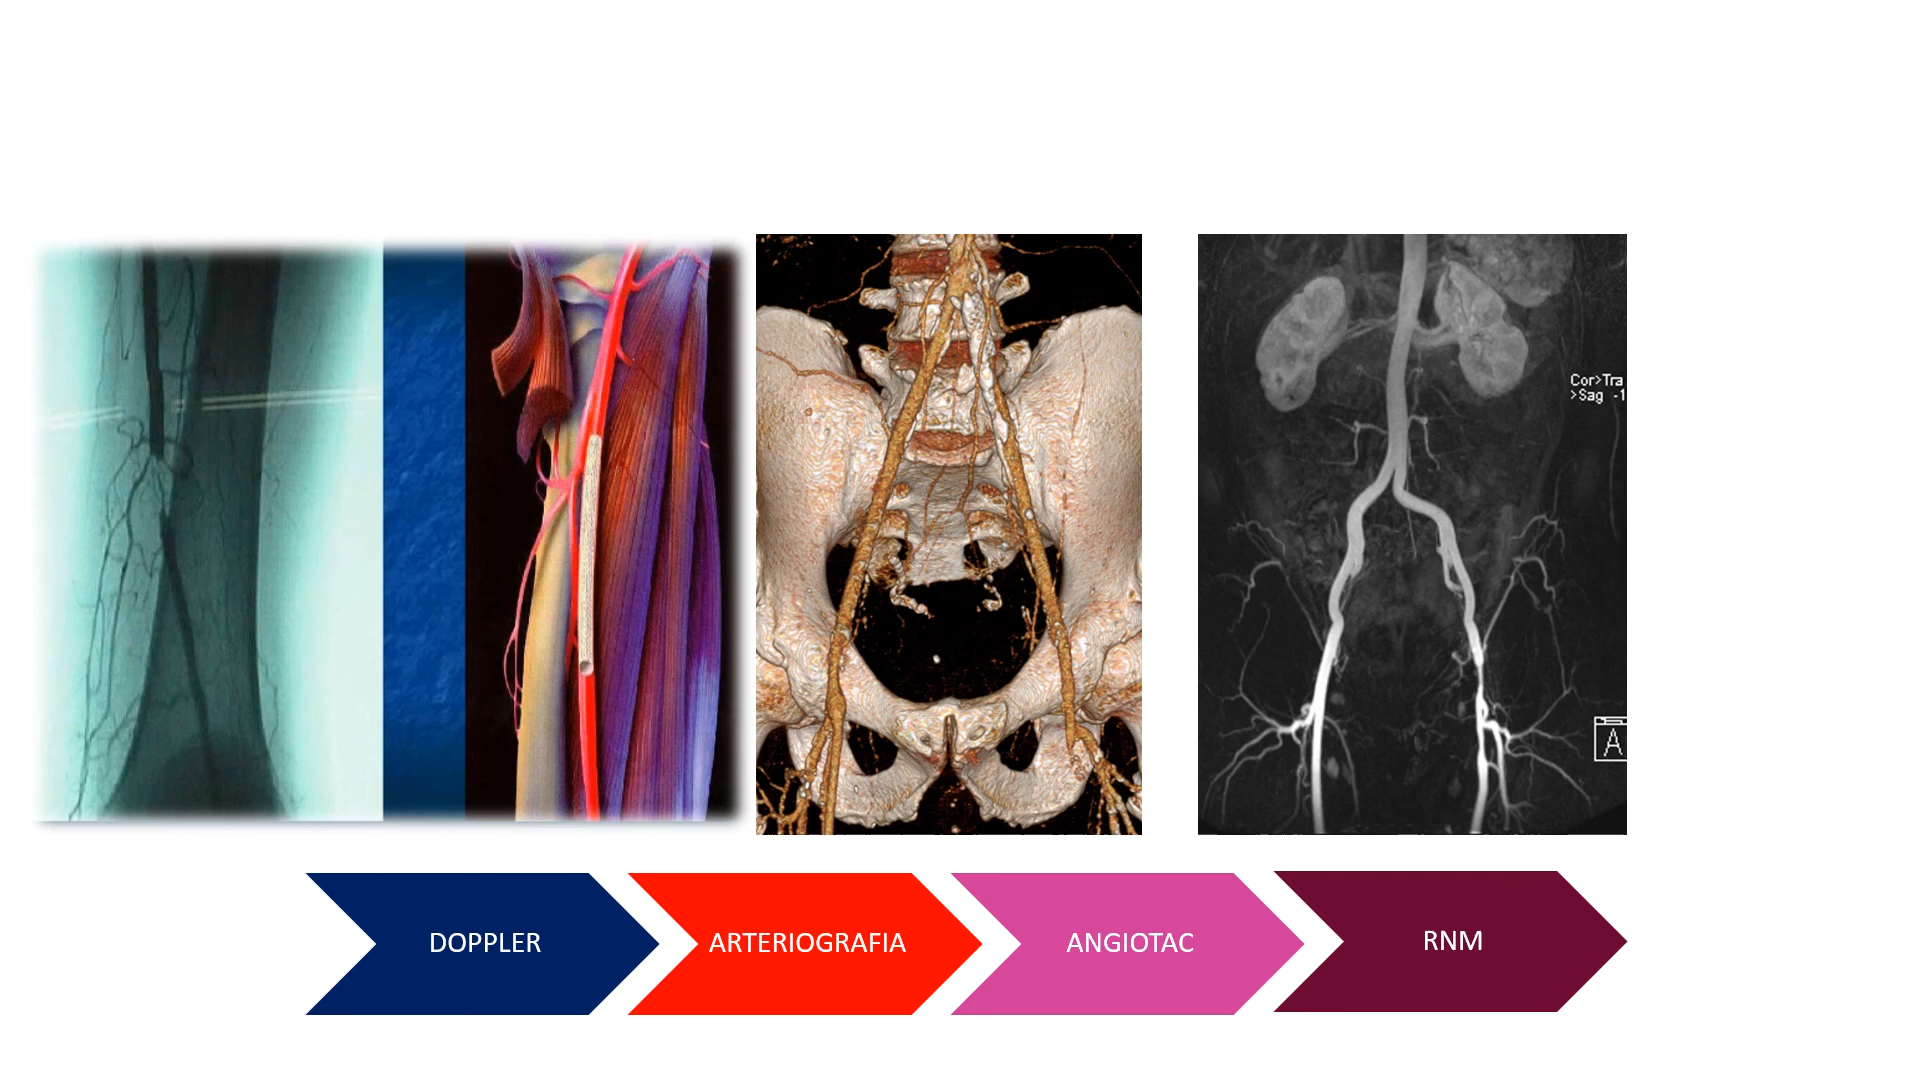 Cor>Tra
>Sag -1
A
DOPPLER
ARTERIOGRAFIA
ANGIOTAC
RNM